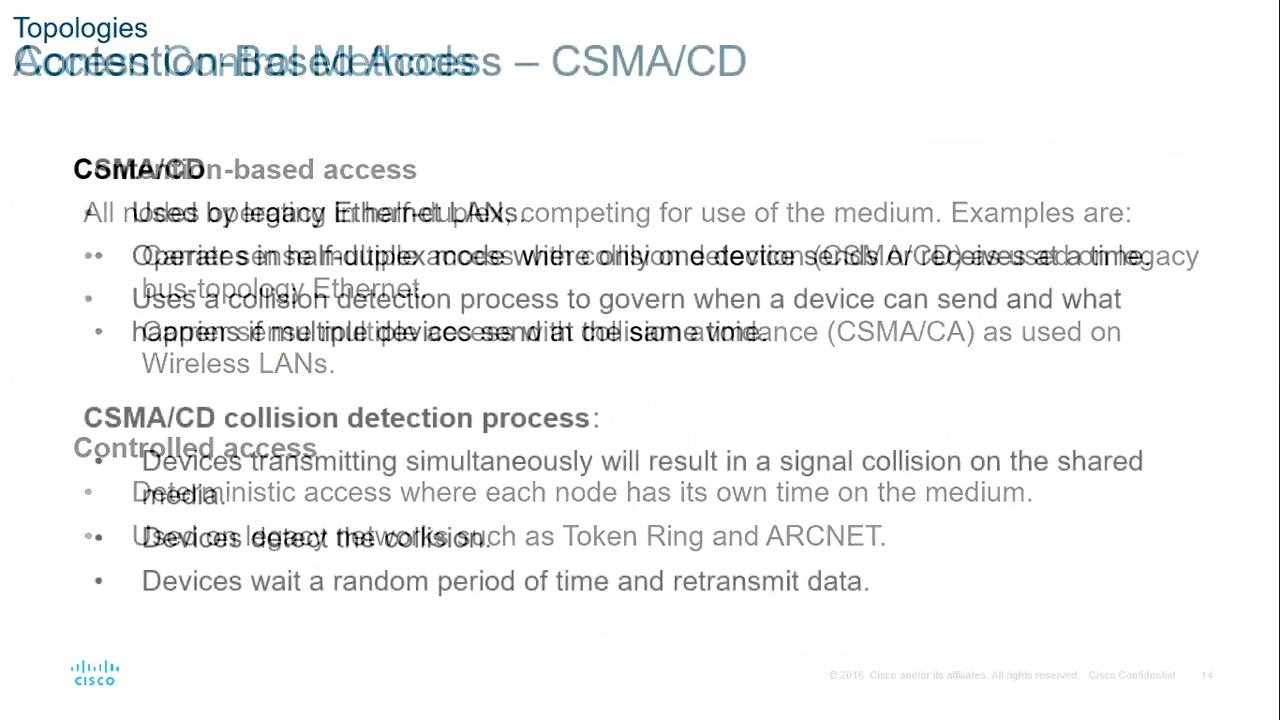 Topologies
Access Control Methods
Contention-Based Access – CSMA/CD
Contention-based access
CSMA/CD
All nodes operating in half-duplex, competing for use of the medium. Examples are:
• Used by legacy Ethernet LANs.
• Carrier sense multiple access with collision detection (CSMA/CD) as used on legacy
bus-topology Ethernet.
• Operates in half-duplex mode where only one device sends or receives at a time.
• Uses a collision detection process to govern when a device can send and what
happens if multiple devices send at the same time.
• Carrier sense multiple access with collision avoidance (CSMA/CA) as used on
Wireless LANs.
CSMA/CD collision detection process:
Controlled access
• Devices transmitting simultaneously will result in a signal collision on the shared
media.
• Deterministic access where each node has its own time on the medium.
• Used on legacy networks such as Token Ring and ARCNET.
• Devices detect the collision.
• Devices wait a random period of time and retransmit data.
CISCO
© 2016 Cisco and/or its affiliates. All rights reserved. Cisco Confidential 14